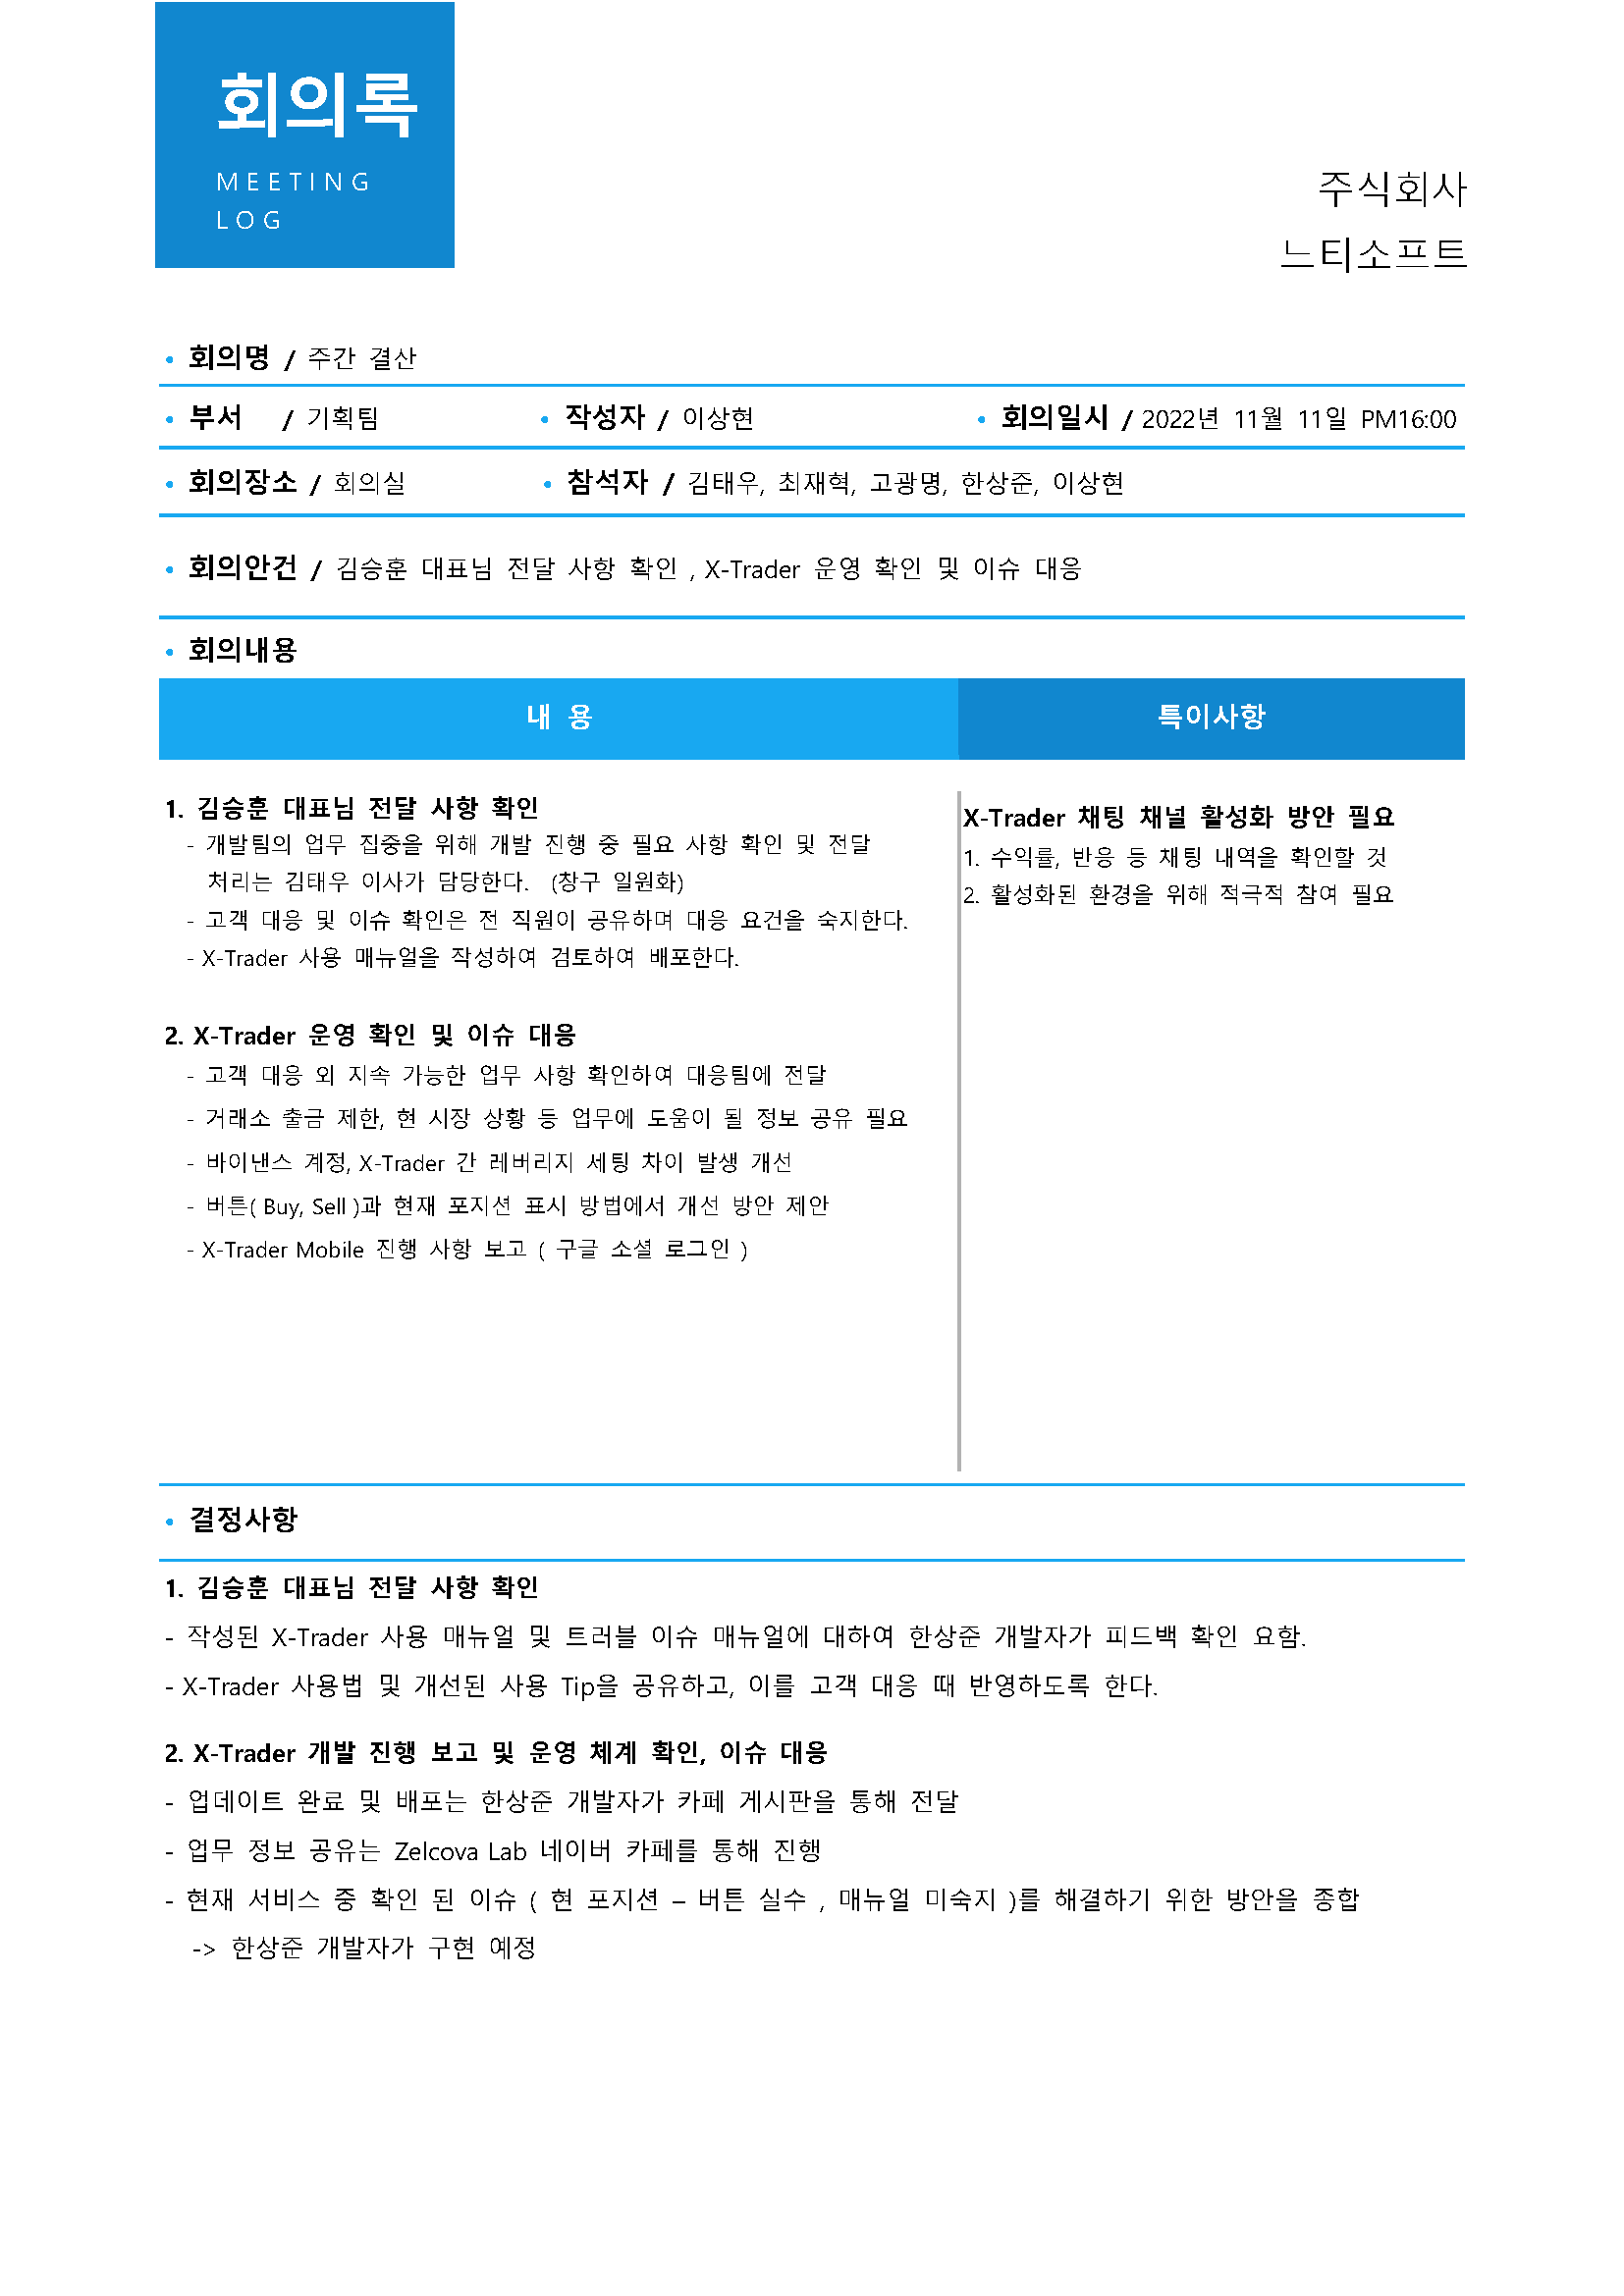 회의록
MEETING
LOG
주식회사
느티소프트
• 회의명 / 주간 결산
• 부서 / 기획팀 • 작성자 / 이상현 • 회의일시 / 2022년 11월 11일 PM16:00
• 회의장소 / 회의실 • 참석자 / 김태우, 최재혁, 고광명, 한상준, 이상현
• 회의안건 / 김승훈 대표님 전달 사항 확인 , X-Trader 운영 확인 및 이슈 대응
• 회의내용
내 용 특이사항
1. 김승훈 대표님 전달 사항 확인
- 개발팀의 업무 집중을 위해 개발 진행 중 필요 사항 확인 및 전달
처리는 김태우 이사가 담당한다. (창구 일원화)
- 고객 대응 및 이슈 확인은 전 직원이 공유하며 대응 요건을 숙지한다.
- X-Trader 사용 매뉴얼을 작성하여 검토하여 배포한다.
2. X-Trader 운영 확인 및 이슈 대응
- 고객 대응 외 지속 가능한 업무 사항 확인하여 대응팀에 전달
- 거래소 출금 제한, 현 시장 상황 등 업무에 도움이 될 정보 공유 필요
- 바이낸스 계정, X-Trader 간 레버리지 세팅 차이 발생 개선
- 버튼( Buy, Sell )과 현재 포지션 표시 방법에서 개선 방안 제안
- X-Trader Mobile 진행 사항 보고 ( 구글 소셜 로그인 )
X-Trader 채팅 채널 활성화 방안 필요
1. 수익률, 반응 등 채팅 내역을 확인할 것
2. 활성화된 환경을 위해 적극적 참여 필요
• 결정사항
1. 김승훈 대표님 전달 사항 확인
- 작성된 X-Trader 사용 매뉴얼 및 트러블 이슈 매뉴얼에 대하여 한상준 개발자가 피드백 확인 요함.
- X-Trader 사용법 및 개선된 사용 Tip을 공유하고, 이를 고객 대응 때 반영하도록 한다.
2. X-Trader 개발 진행 보고 및 운영 체계 확인, 이슈 대응
- 업데이트 완료 및 배포는 한상준 개발자가 카페 게시판을 통해 전달
- 업무 정보 공유는 Zelcova Lab 네이버 카페를 통해 진행
- 현재 서비스 중 확인 된 이슈 ( 현 포지션 – 버튼 실수 , 매뉴얼 미숙지 )를 해결하기 위한 방안을 종합
-> 한상준 개발자가 구현 예정